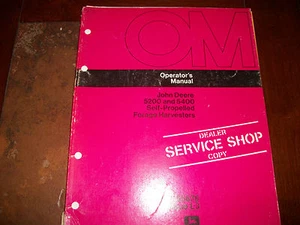 OM
Operator's
Manual
John Deere
5200 and 5400
Self-Propelled
Forage Harvesters
DEALER
SERVICE SHOP
COPY